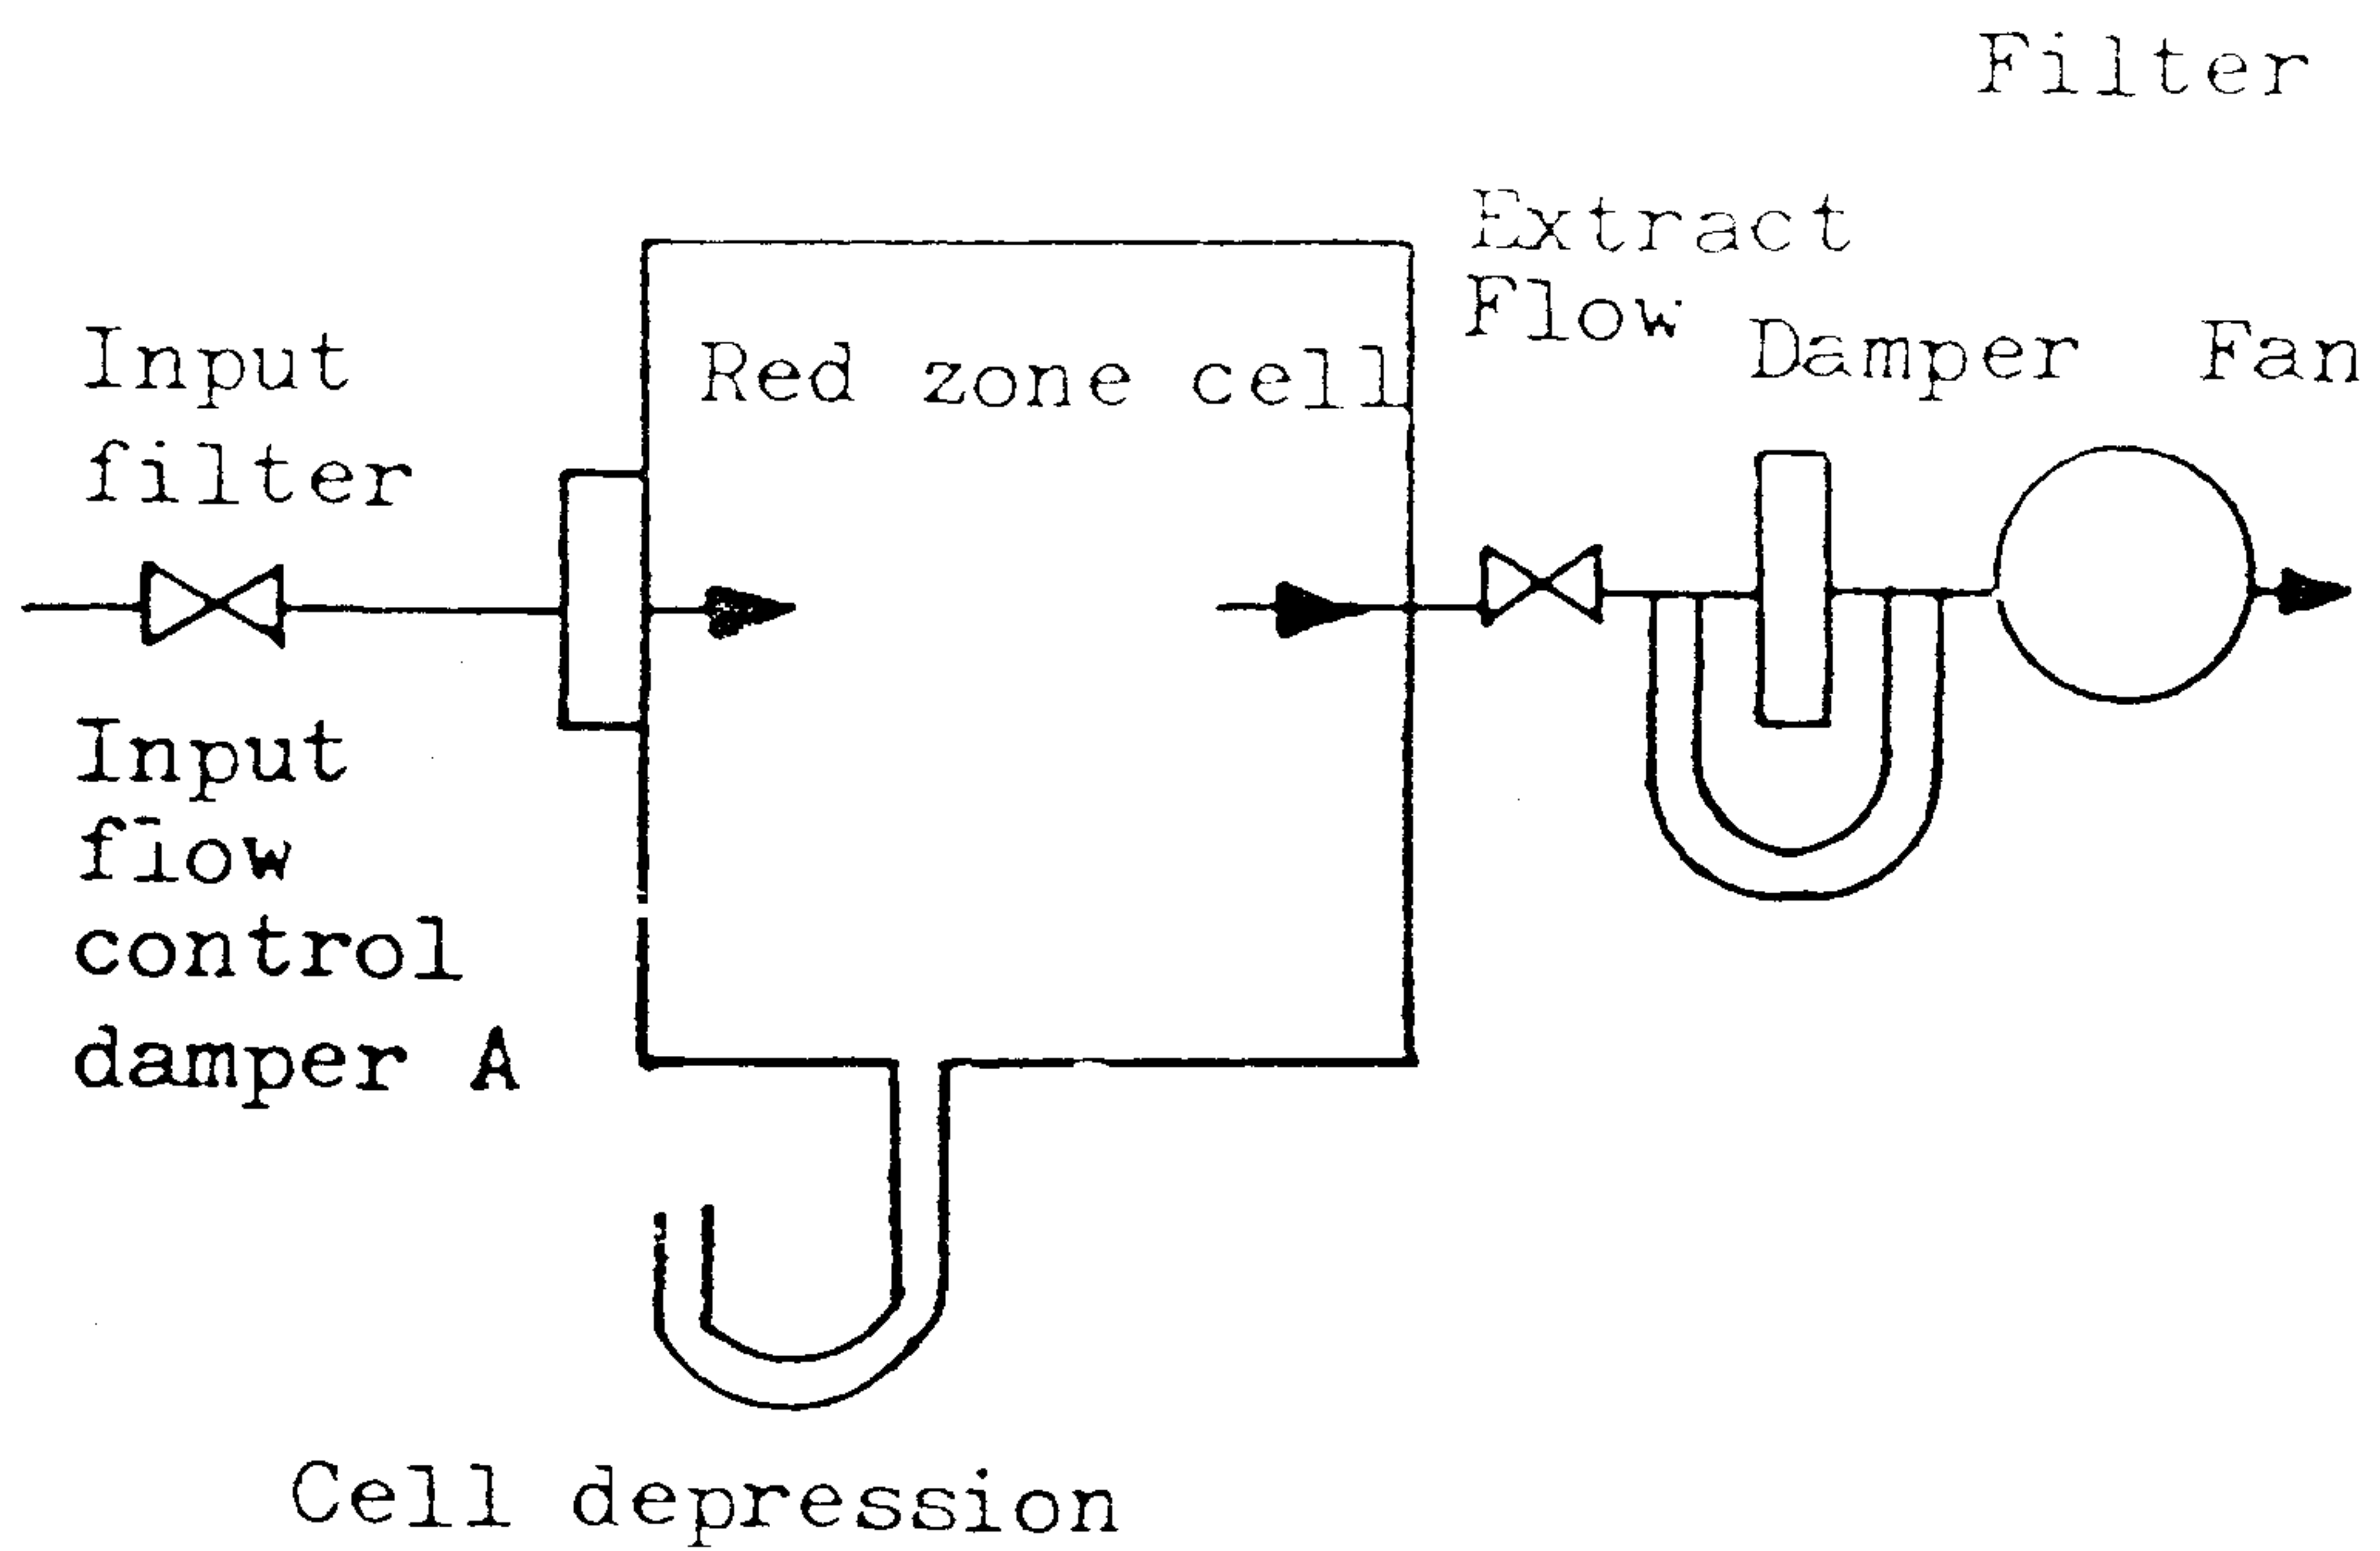 Filter
Extract
Flow
Damper
Fan
Input
filter
Red zone cell
Input
flow
control
damper A
Cell depression